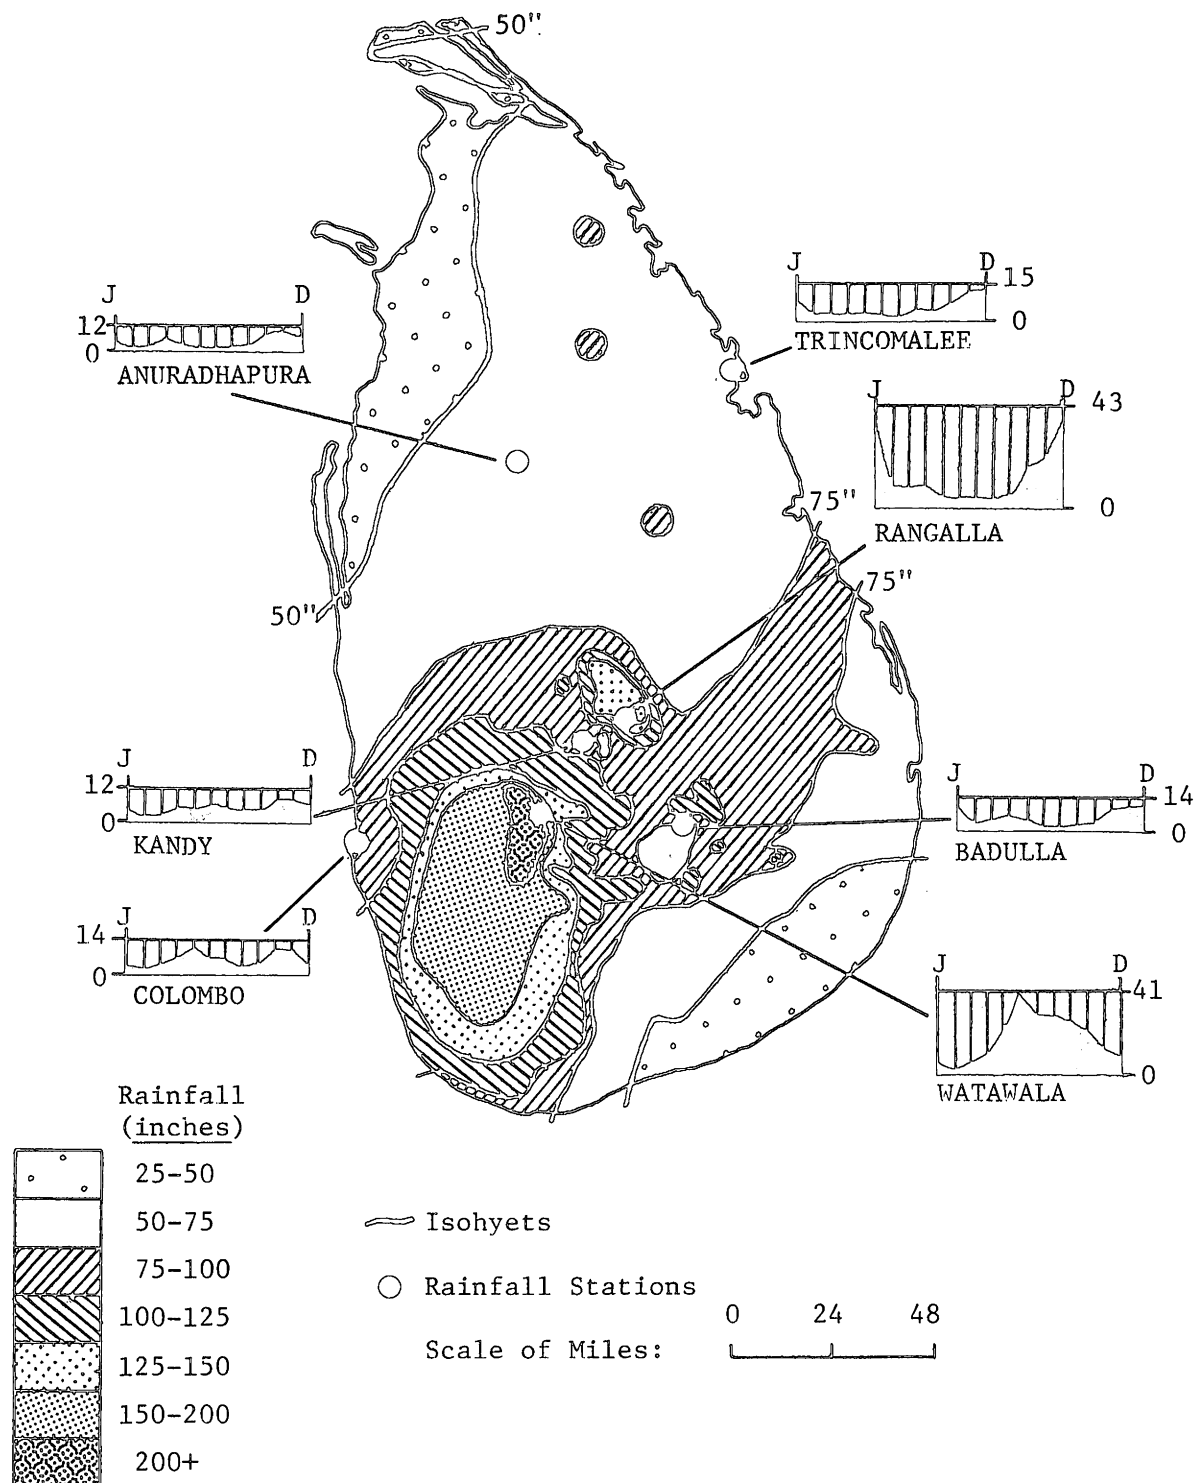 50"
J D
15
0
TRINCOMALEE
J D
12
0
ANURADHAPURA
J D
43
0
RANGALLA
75"
75"
50"
J D
12
0
KANDY
J D
14
0
BADULLA
J D
14
0
COLOMBO
J D
41
0
WATAWALA
Rainfall
(inches)
25-50
50-75
75-100
100-125
125-150
150-200
200+
Isohyets
Rainfall Stations
0 24 48
Scale of Miles: